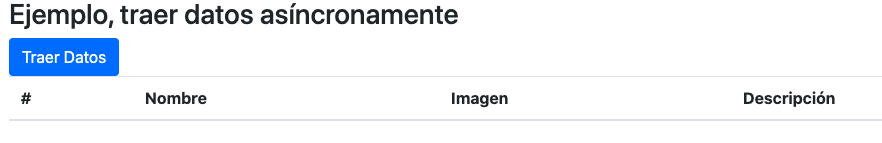 Ejemplo, traer datos asíncronamente
Traer Datos
# Nombre Imagen Descripción